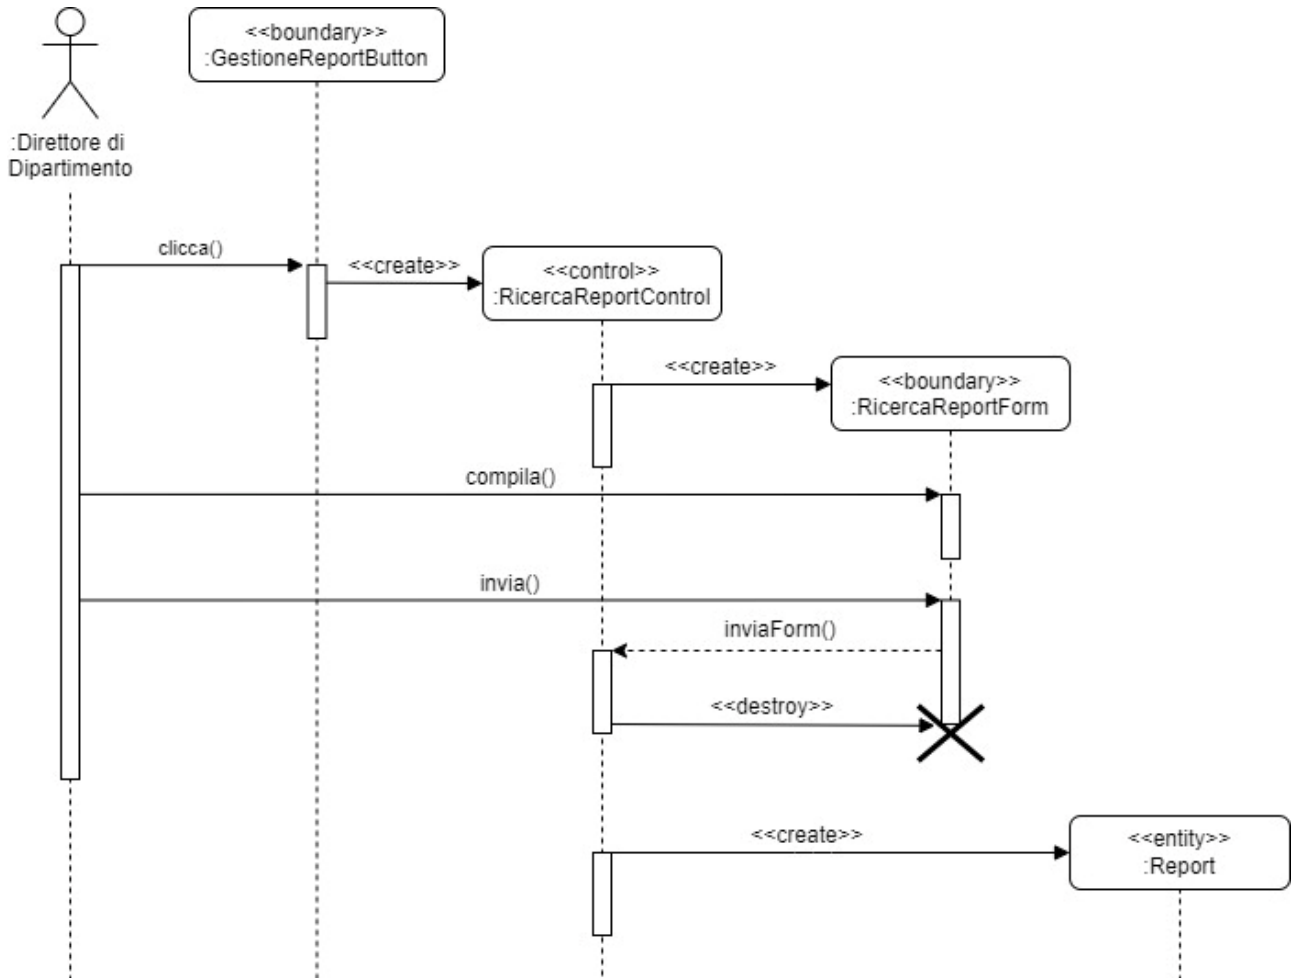 <<boundary>>
:GestioneReportButton
:Direttore di
Dipartimento
clicca()
<<create>>
<<control>>
:RicercaReportControl
<<create>>
<<boundary>>
:RicercaReportForm
compila()
invia()
inviaForm()
<<destroy>>
<<create>>
<<entity>>
:Report